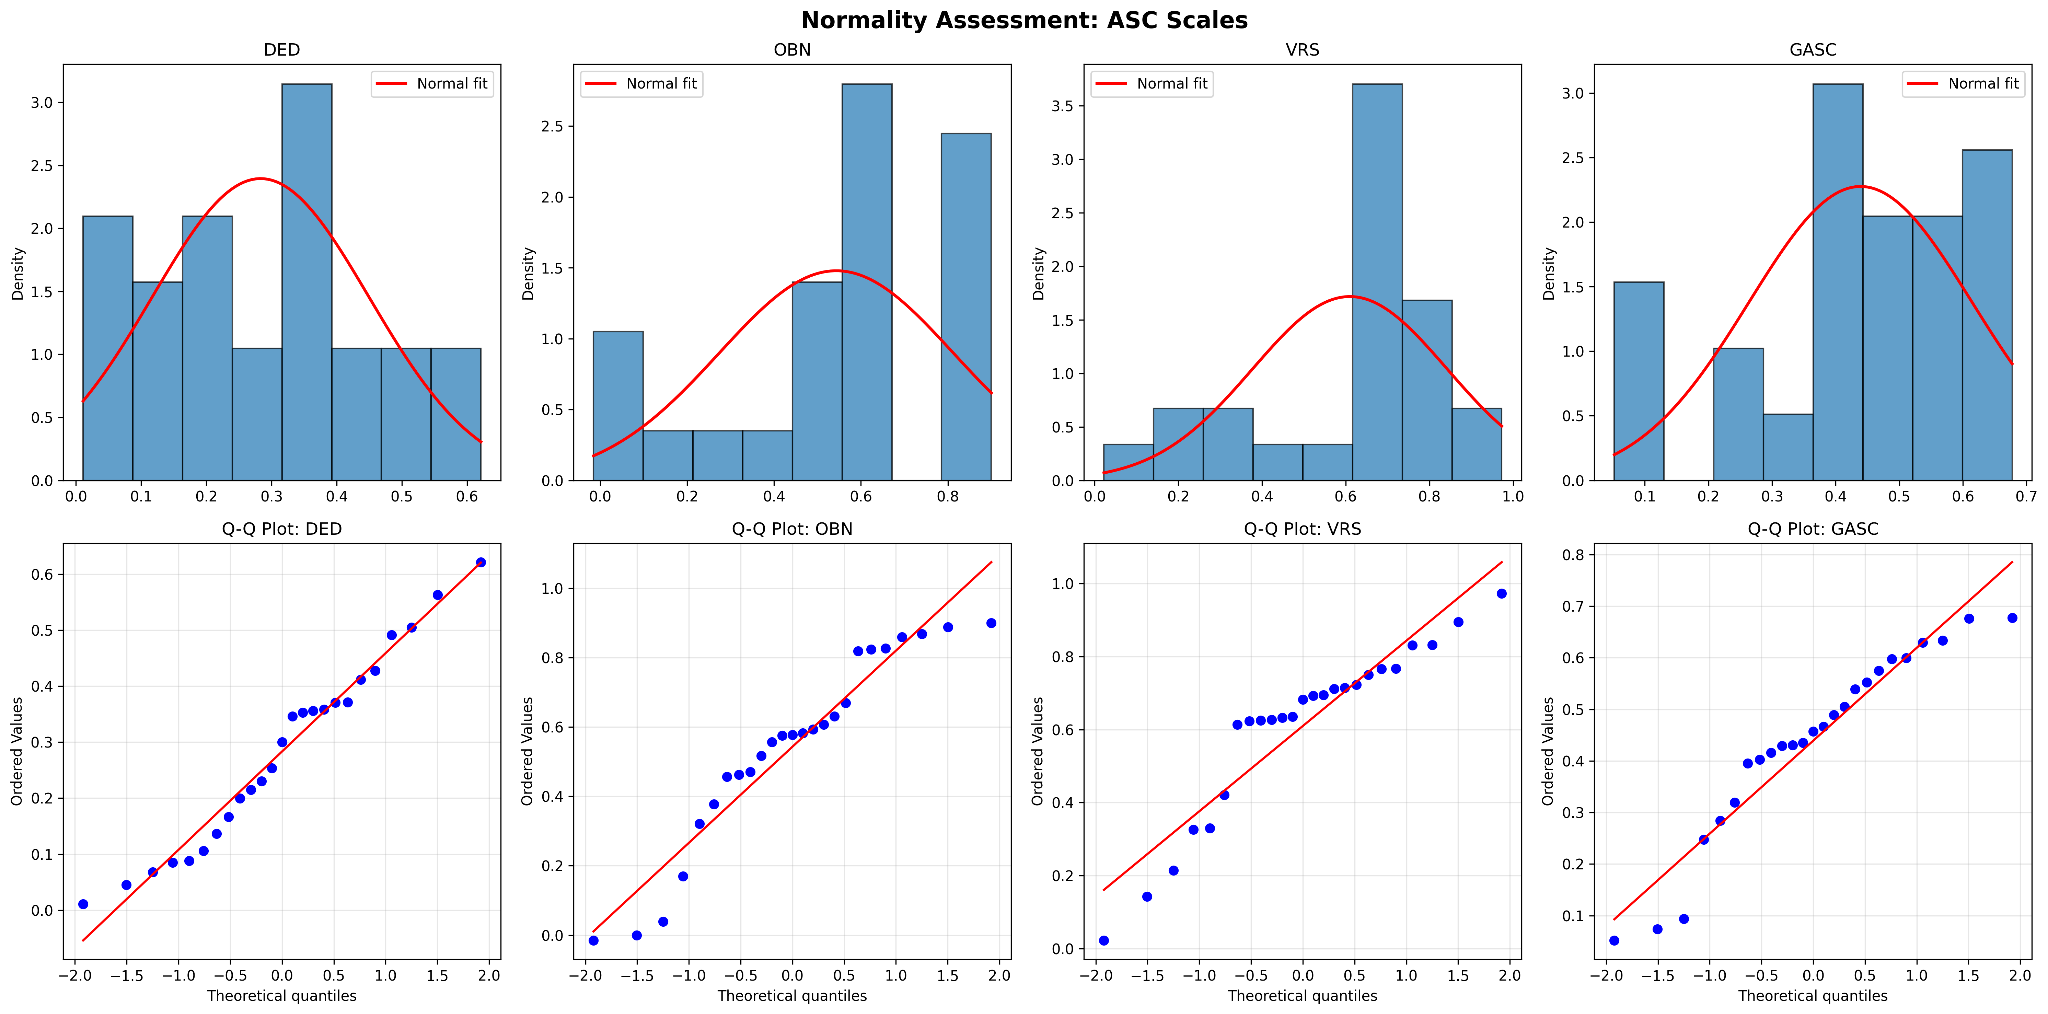 Normality Assessment: ASC Scales
DED
Normal fit
Density
3.0
2.5
2.0
1.5
1.0
0.5
0.0
0.0 0.1 0.2 0.3 0.4 0.5 0.6
OBN
Normal fit
Density
2.5
2.0
1.5
1.0
0.5
0.0
0.0 0.2 0.4 0.6 0.8
VRS
Normal fit
Density
3.5
3.0
2.5
2.0
1.5
1.0
0.5
0.0
0.0 0.2 0.4 0.6 0.8 1.0
GASC
Normal fit
Density
3.0
2.5
2.0
1.5
1.0
0.5
0.0
0.1 0.2 0.3 0.4 0.5 0.6 0.7
Q-Q Plot: DED
Ordered Values
0.6
0.5
0.4
0.3
0.2
0.1
0.0
−2.0 −1.5 −1.0 −0.5 0.0 0.5 1.0 1.5 2.0
Theoretical quantiles
Q-Q Plot: OBN
Ordered Values
1.0
0.8
0.6
0.4
0.2
0.0
−2.0 −1.5 −1.0 −0.5 0.0 0.5 1.0 1.5 2.0
Theoretical quantiles
Q-Q Plot: VRS
Ordered Values
1.0
0.8
0.6
0.4
0.2
0.0
−2.0 −1.5 −1.0 −0.5 0.0 0.5 1.0 1.5 2.0
Theoretical quantiles
Q-Q Plot: GASC
Ordered Values
0.8
0.7
0.6
0.5
0.4
0.3
0.2
0.1
−2.0 −1.5 −1.0 −0.5 0.0 0.5 1.0 1.5 2.0
Theoretical quantiles